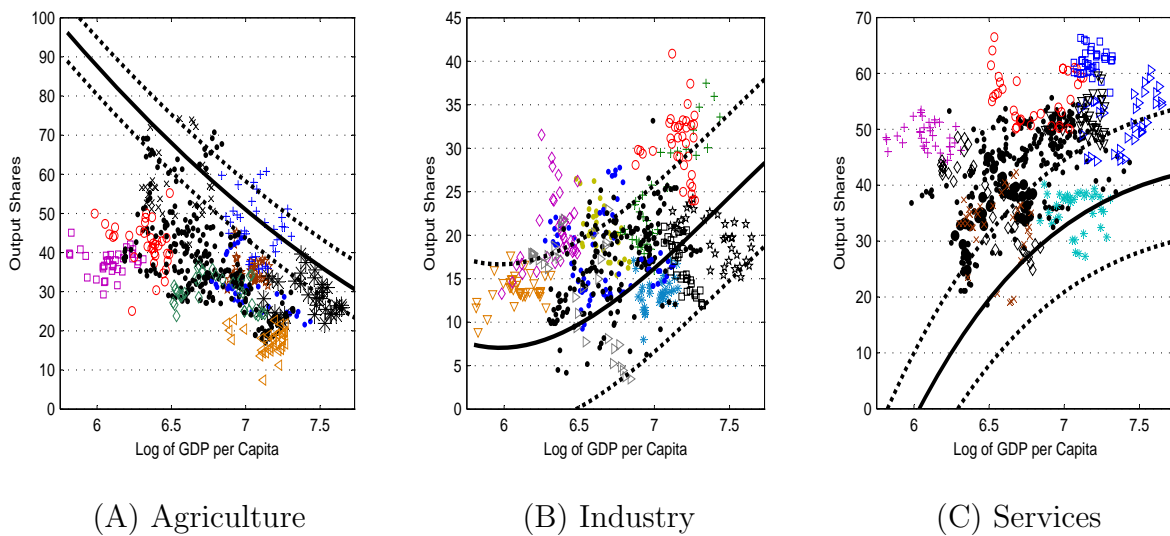 100
90
80
70
60
50
40
30
20
10
0
Output Shares
6 6.5 7 7.5
Log of GDP per Capita
(A) Agriculture
45
40
35
30
25
20
15
10
5
0
Output Shares
6 6.5 7 7.5
Log of GDP per Capita
(B) Industry
70
60
50
40
30
20
10
0
Output Shares
6 6.5 7 7.5
Log of GDP per Capita
(C) Services